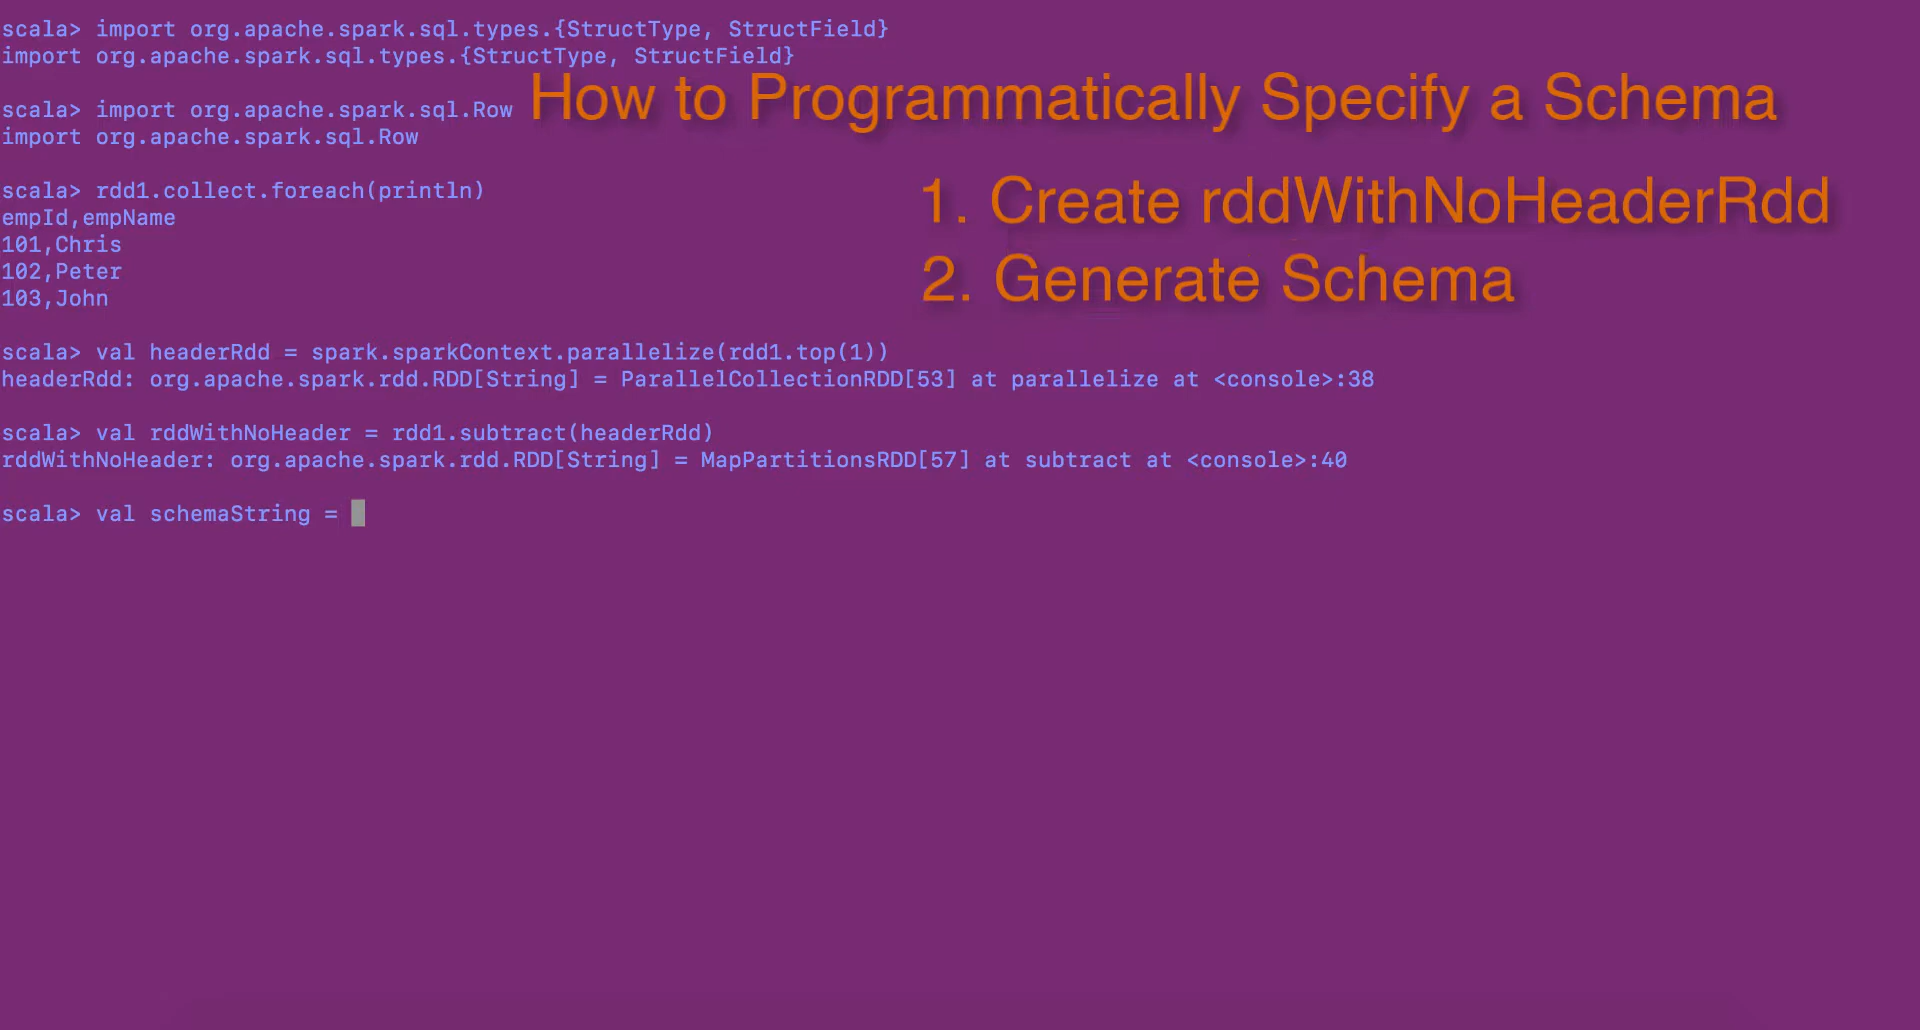 scala> import org.apache.spark.sql.types.{StructType, StructField}
import org.apache.spark.sql.types.{StructType, StructField}
How to Programmatically Specify a Schema
scala> import org.apache.spark.sql.Row
import org.apache.spark.sql.Row
scala> rdd1.collect.foreach(println)
1. Create rddWithNoHeaderRdd
empId,empName
101,Chris
102,Peter
2. Generate Schema
103,John
scala> val headerRdd = spark.sparkContext.parallelize(rdd1.top(1))
headerRdd: org.apache.spark.rdd.RDD[String] = ParallelCollectionRDD[53] at parallelize at <console>:38
scala> val rddWithNoHeader = rdd1.subtract(headerRdd)
rddWithNoHeader: org.apache.spark.rdd.RDD[String] = MapPartitionsRDD[57] at subtract at <console>:40
scala> val schemaString =